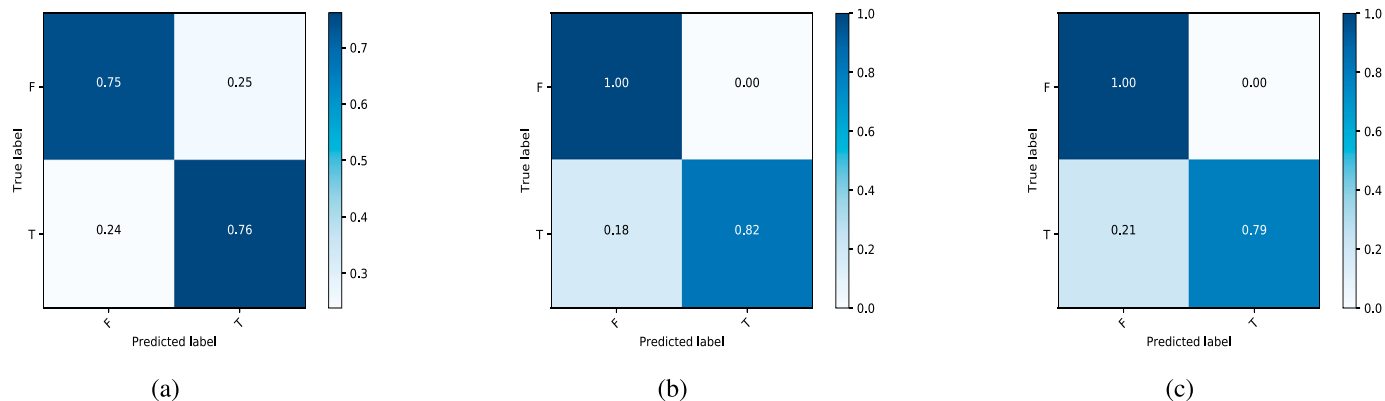 F
T
True label
0.75
0.25
0.24
0.76
F
T
Predicted label
0.7
0.6
0.5
0.4
0.3
(a)
F
T
True label
1.00
0.00
0.18
0.82
F
T
Predicted label
1.0
0.8
0.6
0.4
0.2
0.0
(b)
F
T
True label
1.00
0.00
0.21
0.79
F
T
Predicted label
1.0
0.8
0.6
0.4
0.2
0.0
(c)